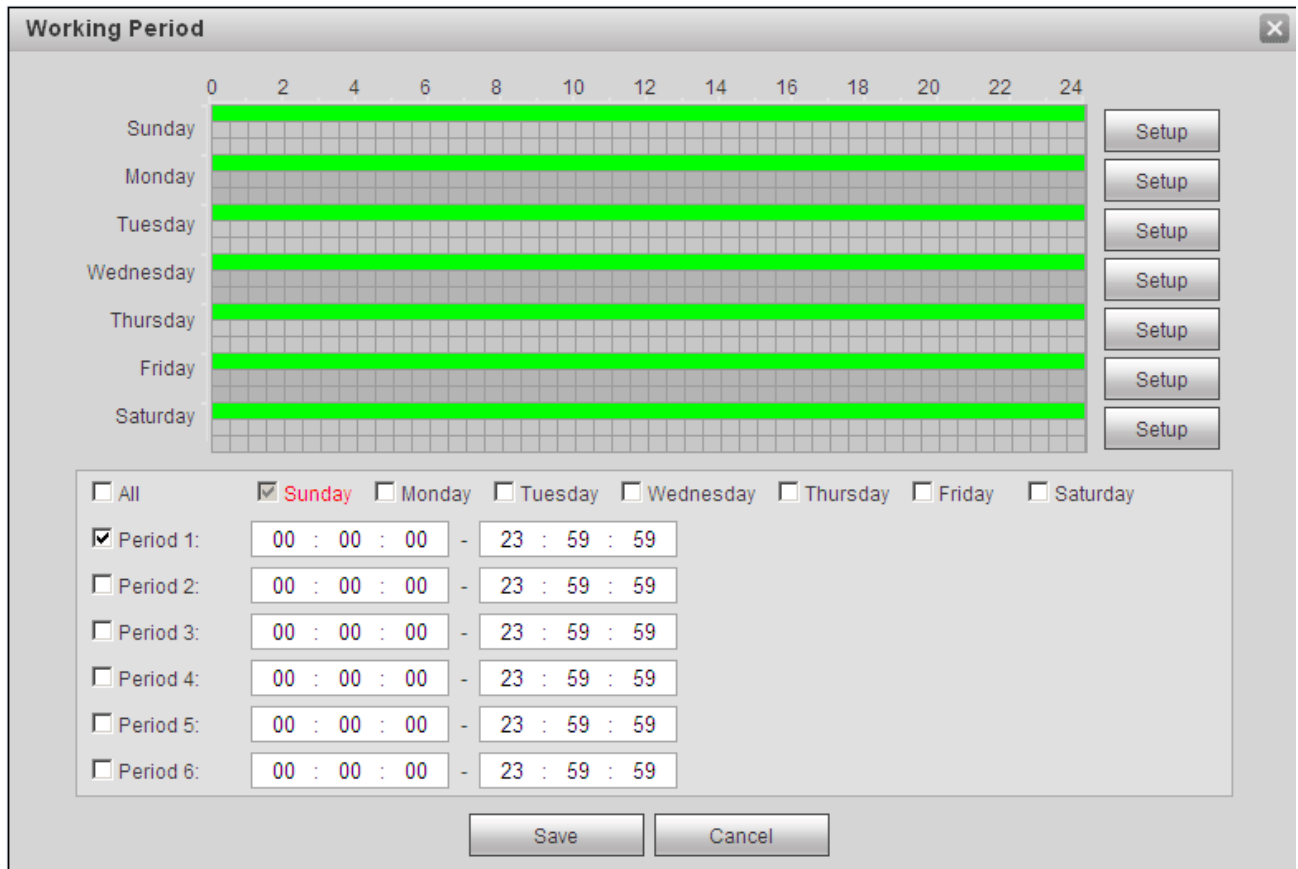 Working Period
0 2 4 6 8 10 12 14 16 18 20 22 24
Sunday Setup
Monday Setup
Tuesday Setup
Wednesday Setup
Thursday Setup
Friday Setup
Saturday Setup
All Sunday Monday Tuesday Wednesday Thursday Friday Saturday
Period 1: 00 : 00 : 00 - 23 : 59 : 59
Period 2: 00 : 00 : 00 - 23 : 59 : 59
Period 3: 00 : 00 : 00 - 23 : 59 : 59
Period 4: 00 : 00 : 00 - 23 : 59 : 59
Period 5: 00 : 00 : 00 - 23 : 59 : 59
Period 6: 00 : 00 : 00 - 23 : 59 : 59
Save Cancel